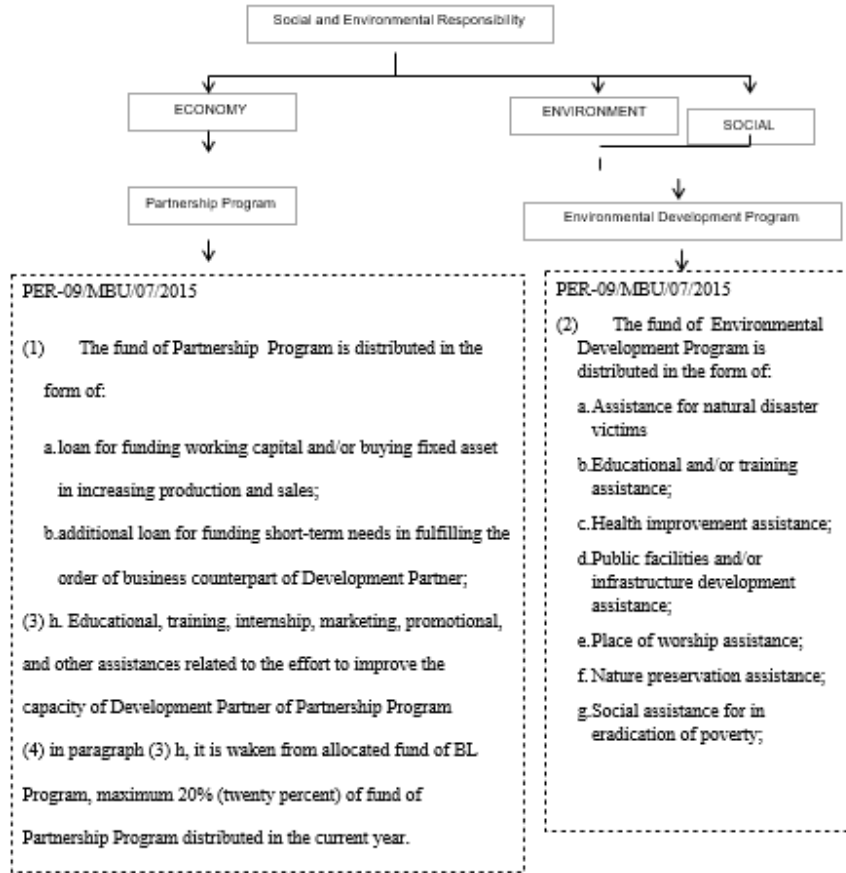 Social and Environmental Responsibility
ECONOMY
ENVIRONMENT
SOCIAL
Partnership Program
Environmental Development Program
PER-09/MBU/07/2015
(1) The fund of Partnership Program is distributed in the
form of:
a.loan for funding working capital and/or buying fixed asset
in increasing production and sales;
b.additional loan for funding short-term needs in fulfilling the
order of business counterpart of Development Partner;
(3) h. Educational, training, internship, marketing, promotional,
and other assistances related to the effort to improve the
capacity of Development Partner of Partnership Program
(4) in paragraph (3) h, it is waken from allocated fund of BL
Program, maximum 20% (twenty percent) of fund of
Partnership Program distributed in the current year.
PER-09/MBU/07/2015
(2) The fund of Environmental
Development Program is
distributed in the form of:
a.Assistance for natural disaster
victims
b.Educational and/or training
assistance;
c.Health improvement assistance;
d.Public facilities and/or
infrastructure development
assistance;
e.Place of worship assistance;
f.Nature preservation assistance;
g.Social assistance for in
eradication of poverty;